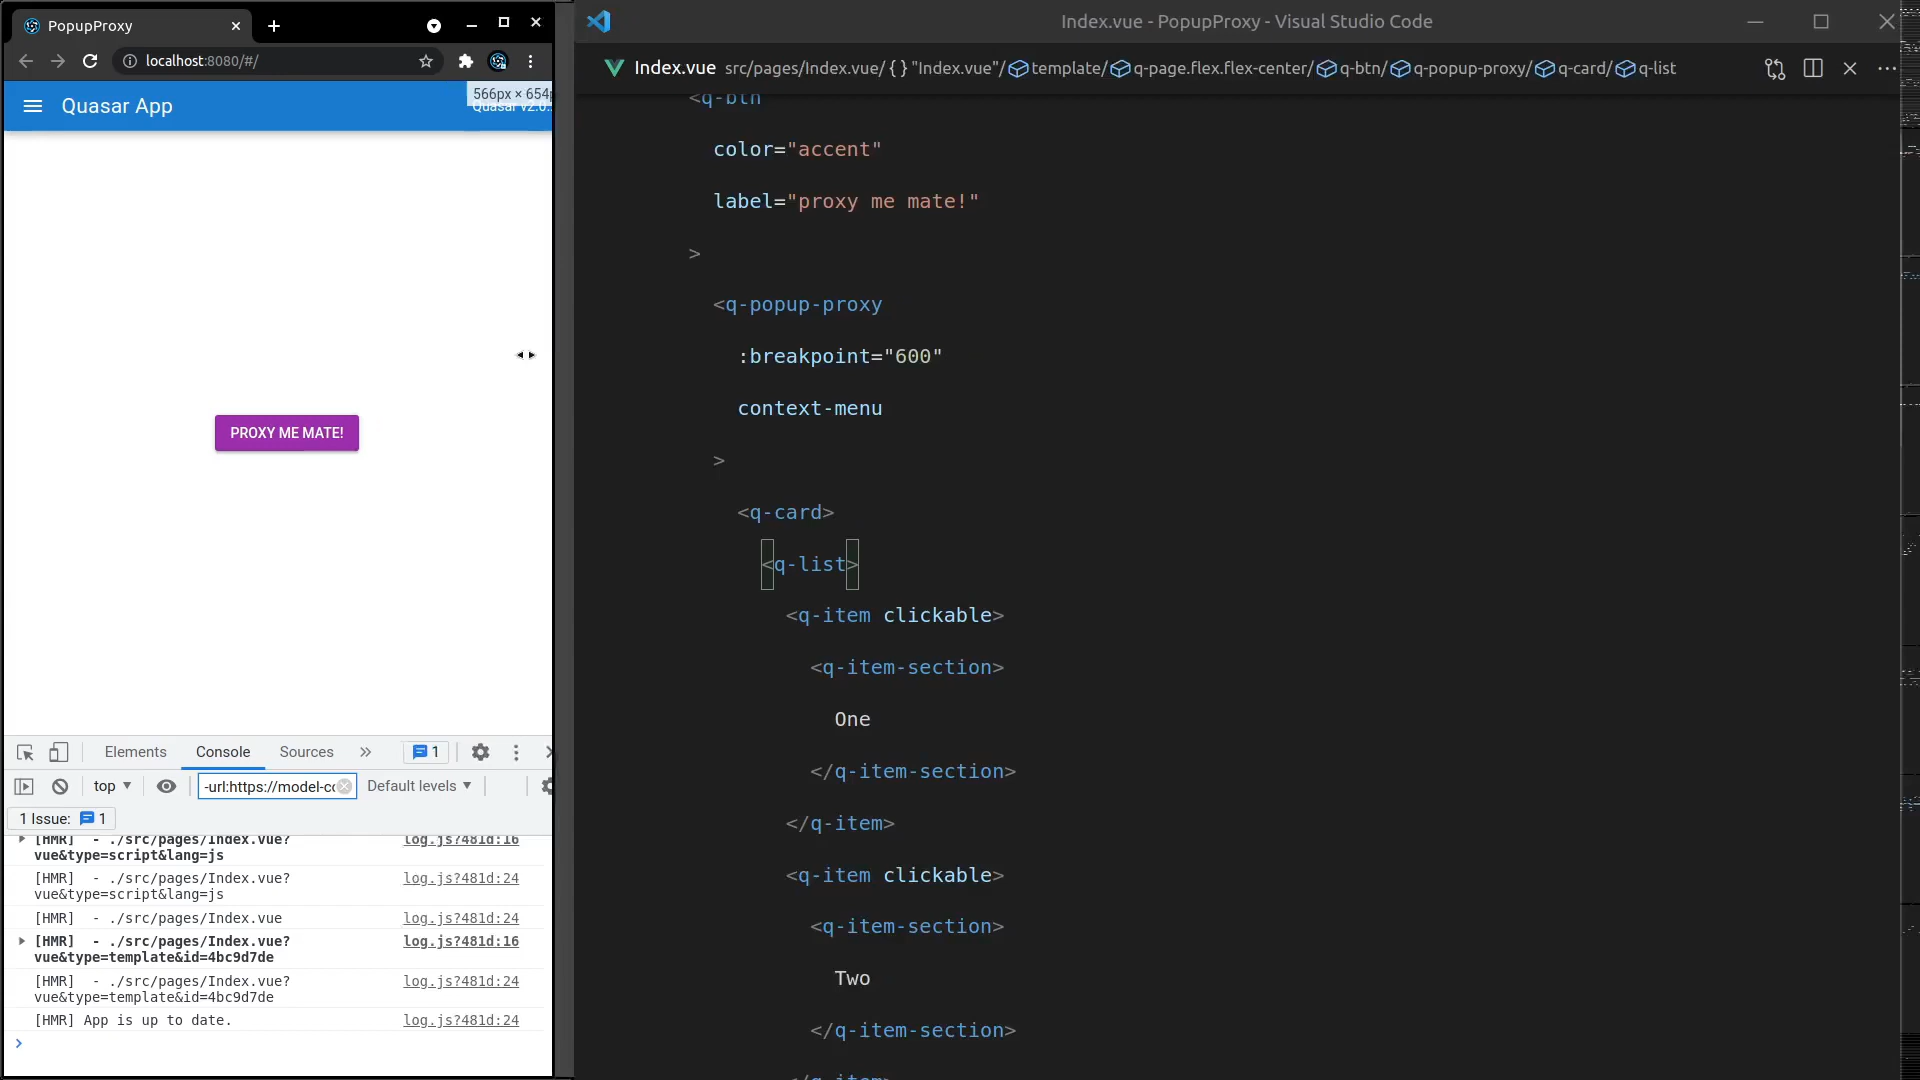 PopupProxy
localhost:8080/#/
Quasar App
566px × 654p
Quasar v2.0.
PROXY ME MATE!
Elements Console Sources 1
top -url:https://model-co Default levels
1 Issue: 1
[HMR]  - ./src/pages/Index.vue? log.js?481d:16
vue&type=script&lang=js
[HMR]  - ./src/pages/Index.vue? log.js?481d:24
vue&type=script&lang=js
[HMR]  - ./src/pages/Index.vue log.js?481d:24
[HMR]  - ./src/pages/Index.vue? log.js?481d:16
vue&type=template&id=4bc9d7de
[HMR]  - ./src/pages/Index.vue? log.js?481d:24
vue&type=template&id=4bc9d7de
[HMR] App is up to date. log.js?481d:24
Index.vue - PopupProxy - Visual Studio Code
Index.vue src/pages/Index.vue/ {} "Index.vue"/ template/ q-page.flex.flex-center/ q-btn/ q-popup-proxy/ q-card/ q-list
<q-btn
color="accent"
label="proxy me mate!"
>
<q-popup-proxy
:breakpoint="600"
context-menu
>
<q-card>
<q-list>
<q-item clickable>
<q-item-section>
One
</q-item-section>
</q-item>
<q-item clickable>
<q-item-section>
Two
</q-item-section>
</q-item>